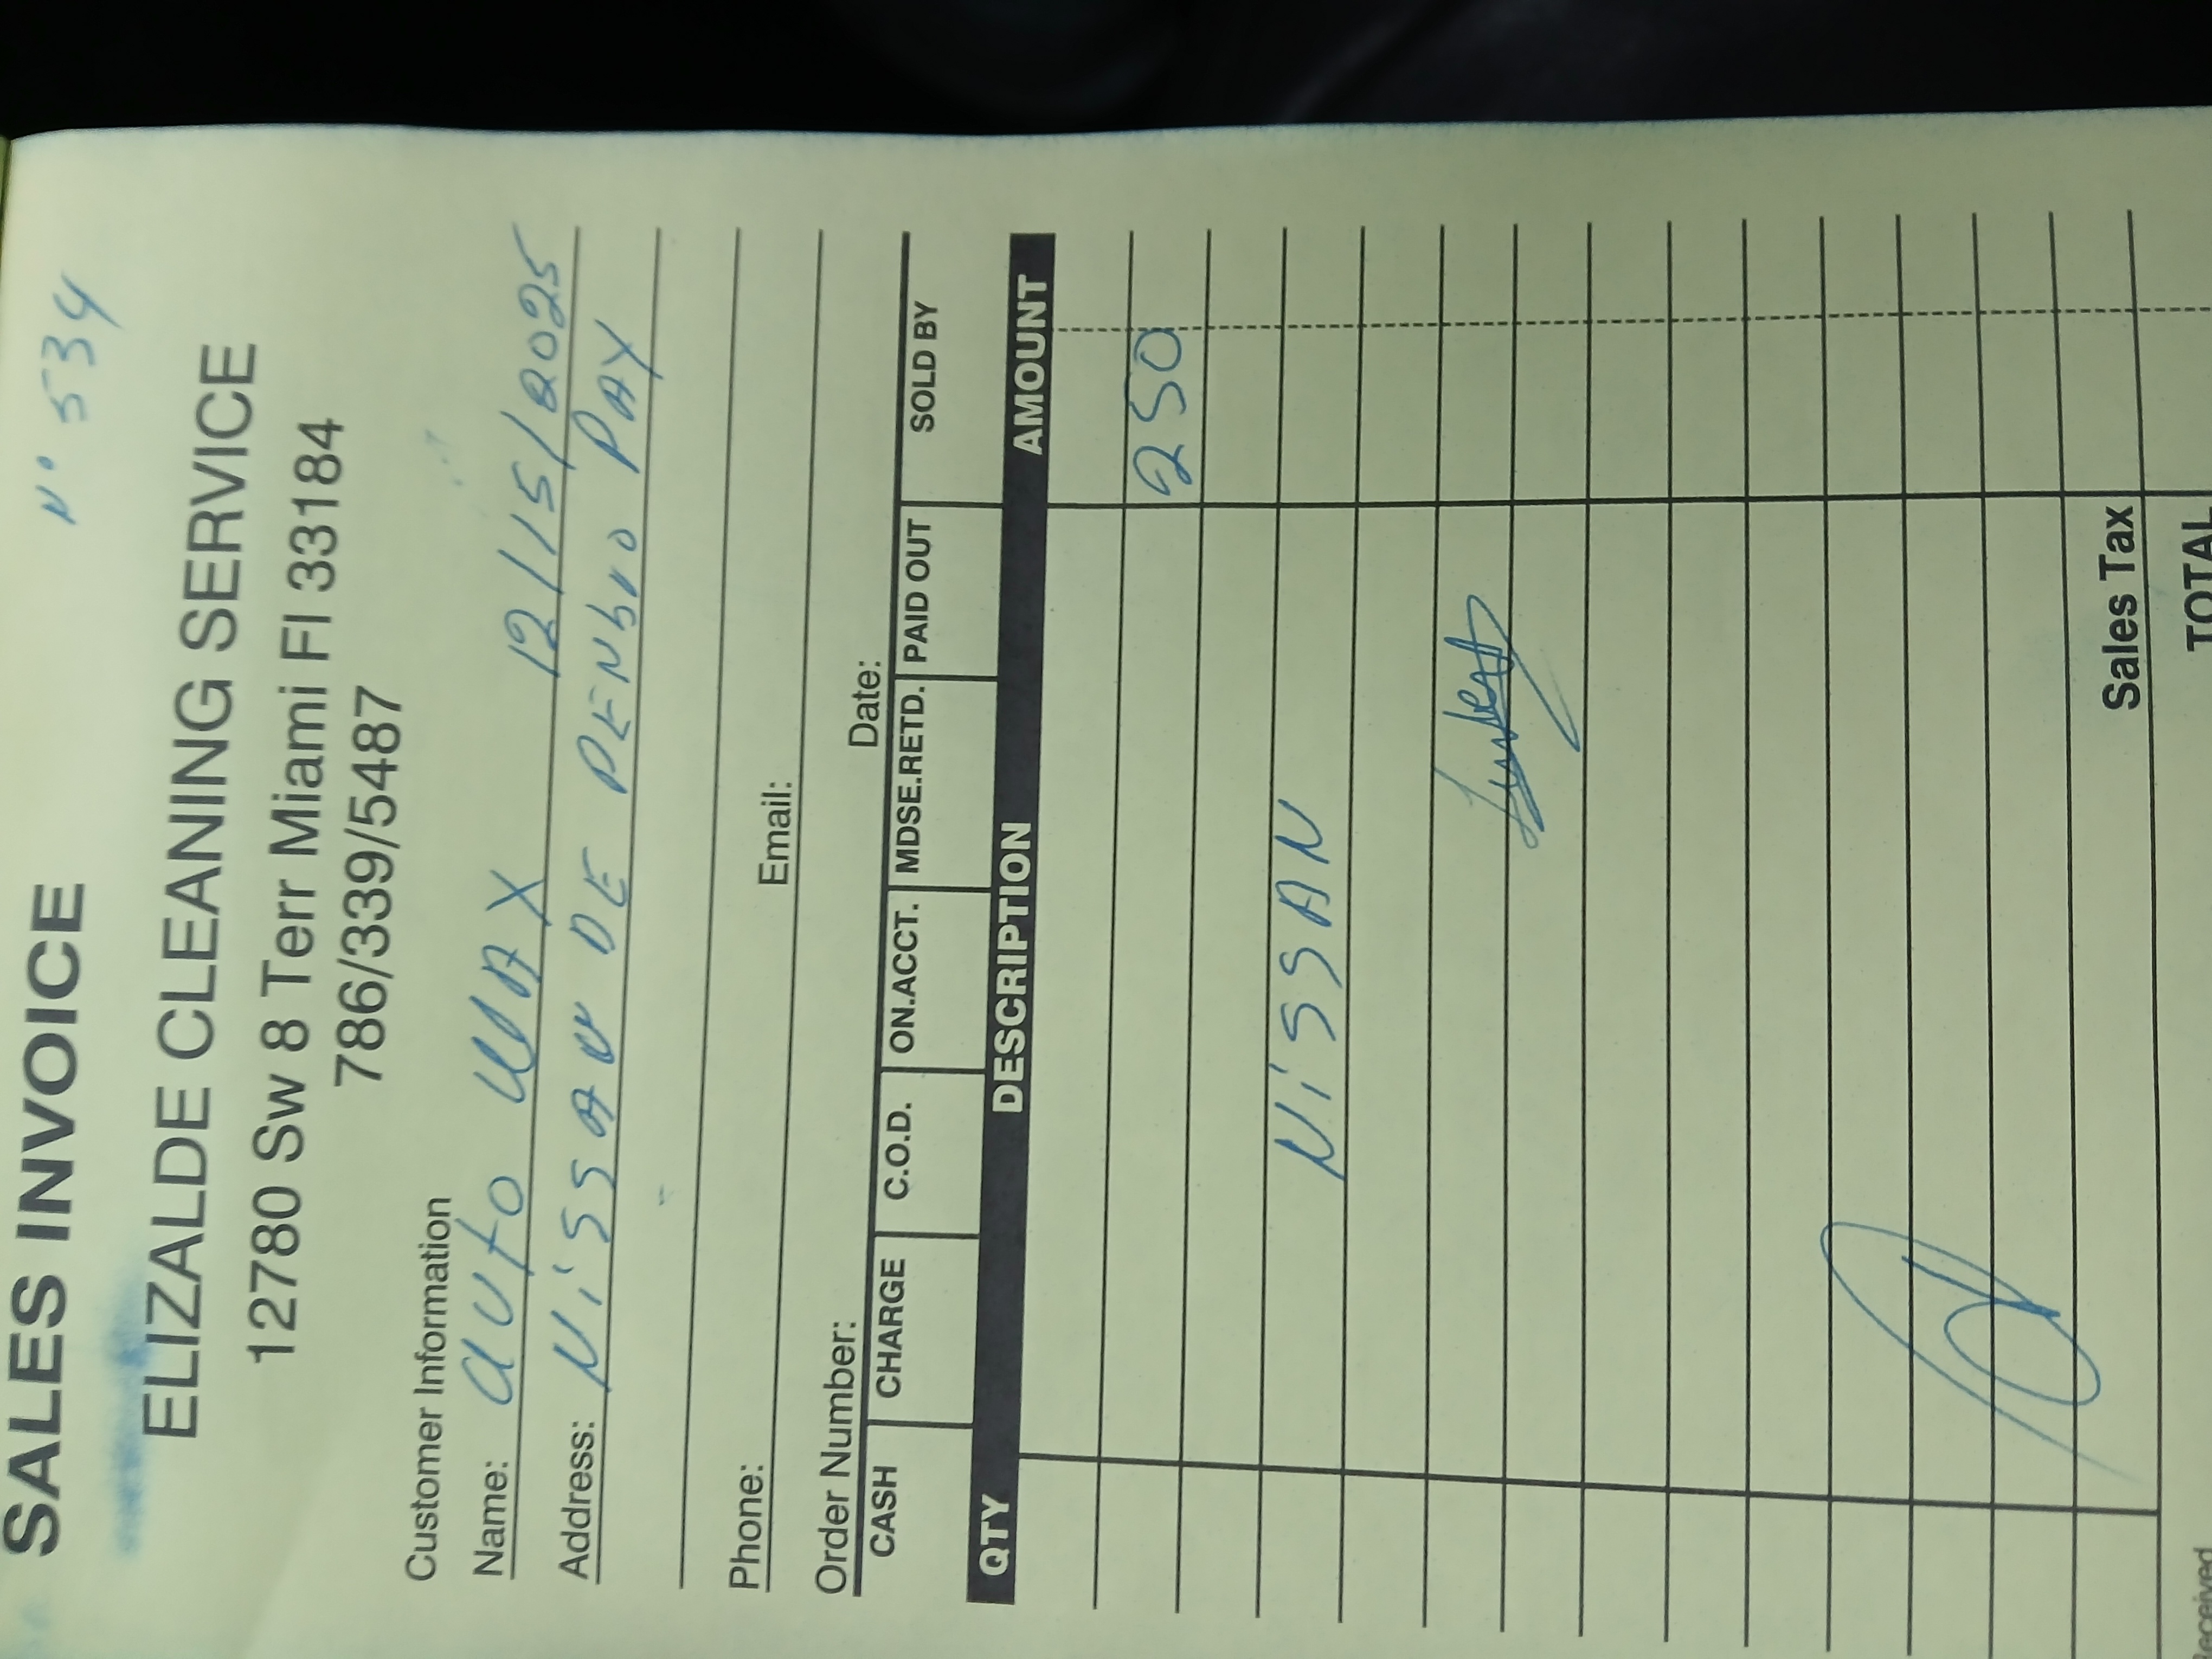 N° 534
SALES INVOICE
ELIZALDE CLEANING SERVICE
12780 Sw 8 Terr Miami Fl 33184
786/339/5487
Customer Information
Name: auto WAX 12/15/2025
Address: NiSSAN DE PENbro PAY
Phone: Email:
Order Number: Date:
CASH CHARGE C.O.D. ON.ACCT. MDSE.RETD. PAID OUT SOLD BY
QTY DESCRIPTION AMOUNT
250
NiSSAN
Sales Tax
TOTAL
Received